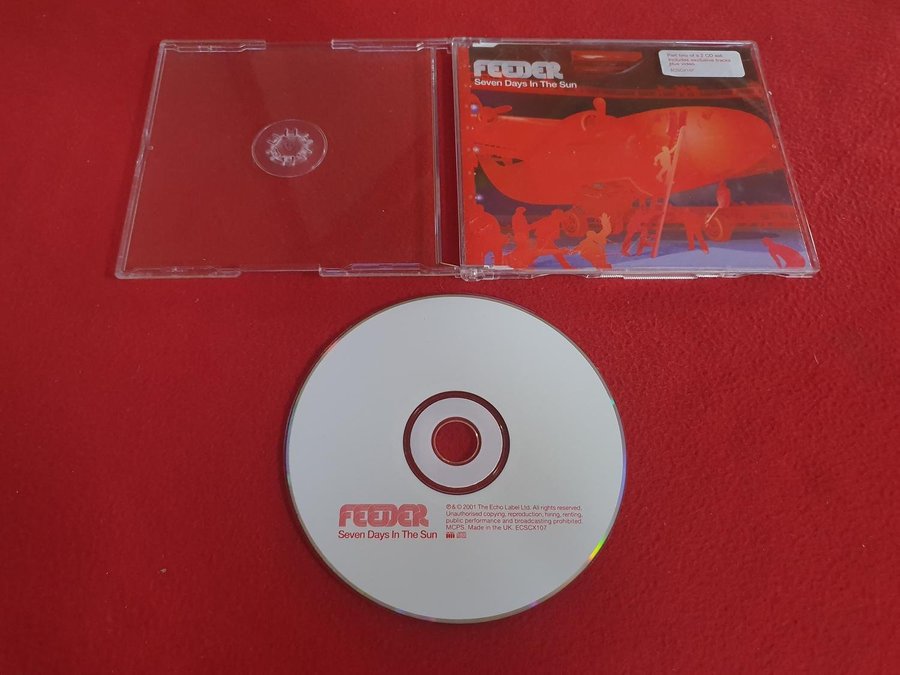 FEEDER
Seven Days In The Sun
Part two of a 2 CD set.
Includes exclusive tracks
plus video.
ECSCX107
FEEDER
Seven Days In The Sun
℗ & © 2001 The Echo Label Ltd. All rights reserved.
Unauthorised copying, reproduction, hiring, renting,
public performance and broadcasting prohibited.
MCPS. Made in the UK. ECSCX107